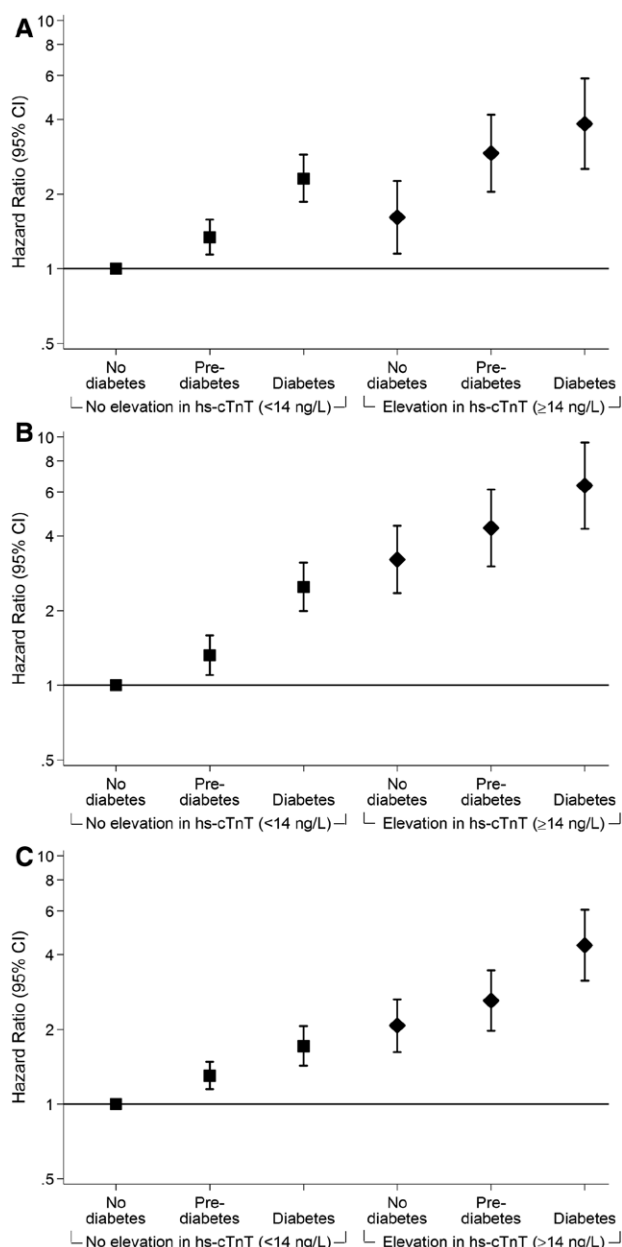 A
Hazard Ratio (95% CI)
10
8
6
4
2
1
.5
No diabetes
Pre-diabetes
Diabetes
No diabetes
Pre-diabetes
Diabetes
No elevation in hs-cTnT (<14 ng/L)
Elevation in hs-cTnT (≥14 ng/L)
B
Hazard Ratio (95% CI)
10
8
6
4
2
1
.5
No diabetes
Pre-diabetes
Diabetes
No diabetes
Pre-diabetes
Diabetes
No elevation in hs-cTnT (<14 ng/L)
Elevation in hs-cTnT (≥14 ng/L)
C
Hazard Ratio (95% CI)
10
8
6
4
2
1
.5
No diabetes
Pre-diabetes
Diabetes
No diabetes
Pre-diabetes
Diabetes
No elevation in hs-cTnT (<14 ng/L)
Elevation in hs-cTnT (≥14 ng/L)